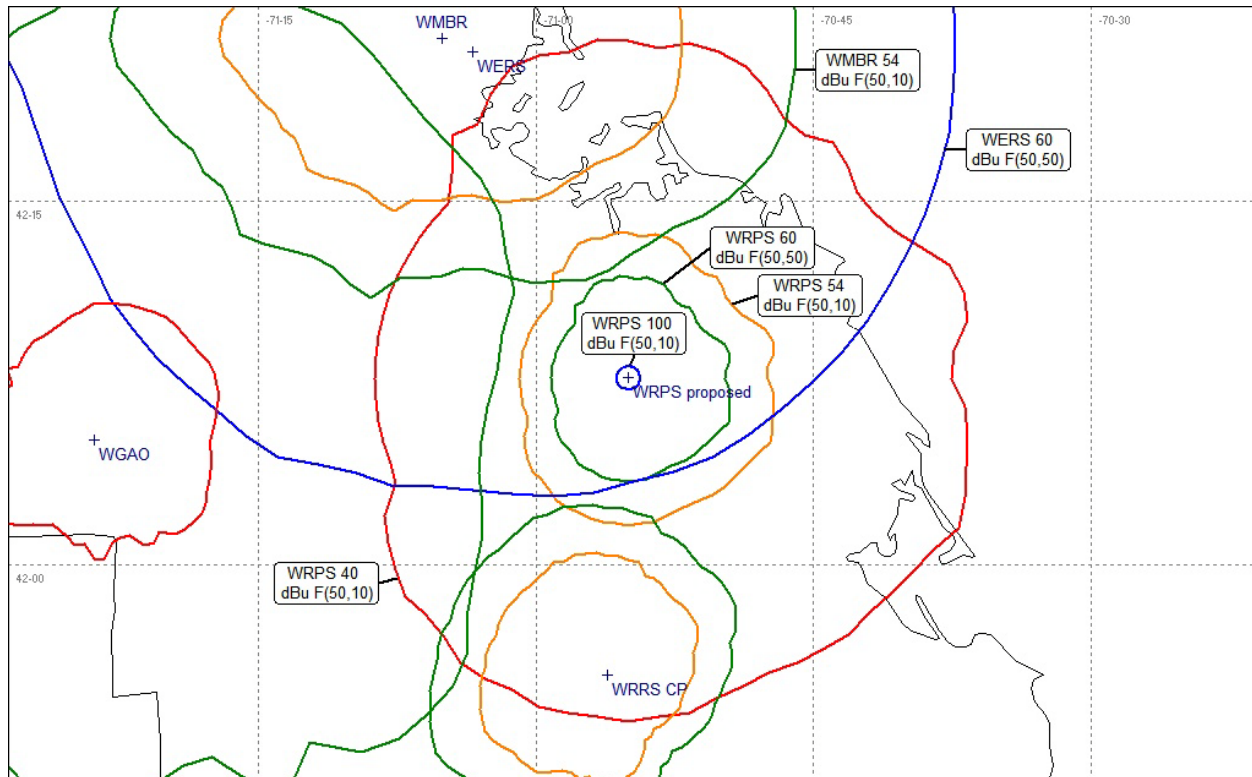 -71-15
-71-00
-70-45
-70-30
WMBR
WERS
WMBR 54
dBu F(50,10)
WERS 60
dBu F(50,50)
42-15
WRPS 60
dBu F(50,50)
WRPS 54
dBu F(50,10)
WRPS 100
dBu F(50,10)
WRPS proposed
WGAO
42-00
WRPS 40
dBu F(50,10)
WRRS CP